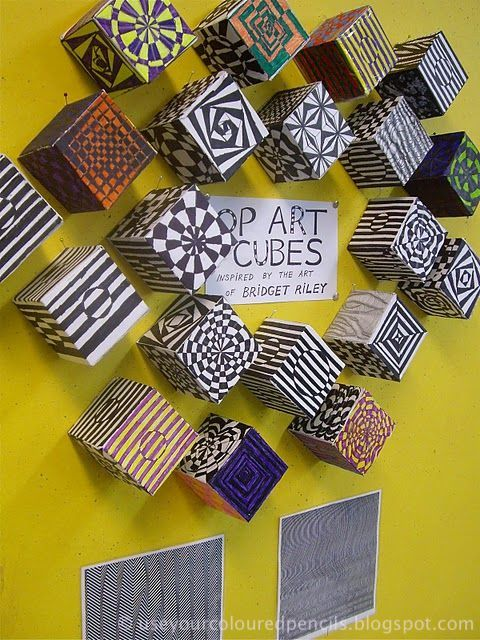 OP ART
CUBES
INSPIRED BY THE ART
OF BRIDGET RILEY
© useyourcolouredpencils.blogspot.com